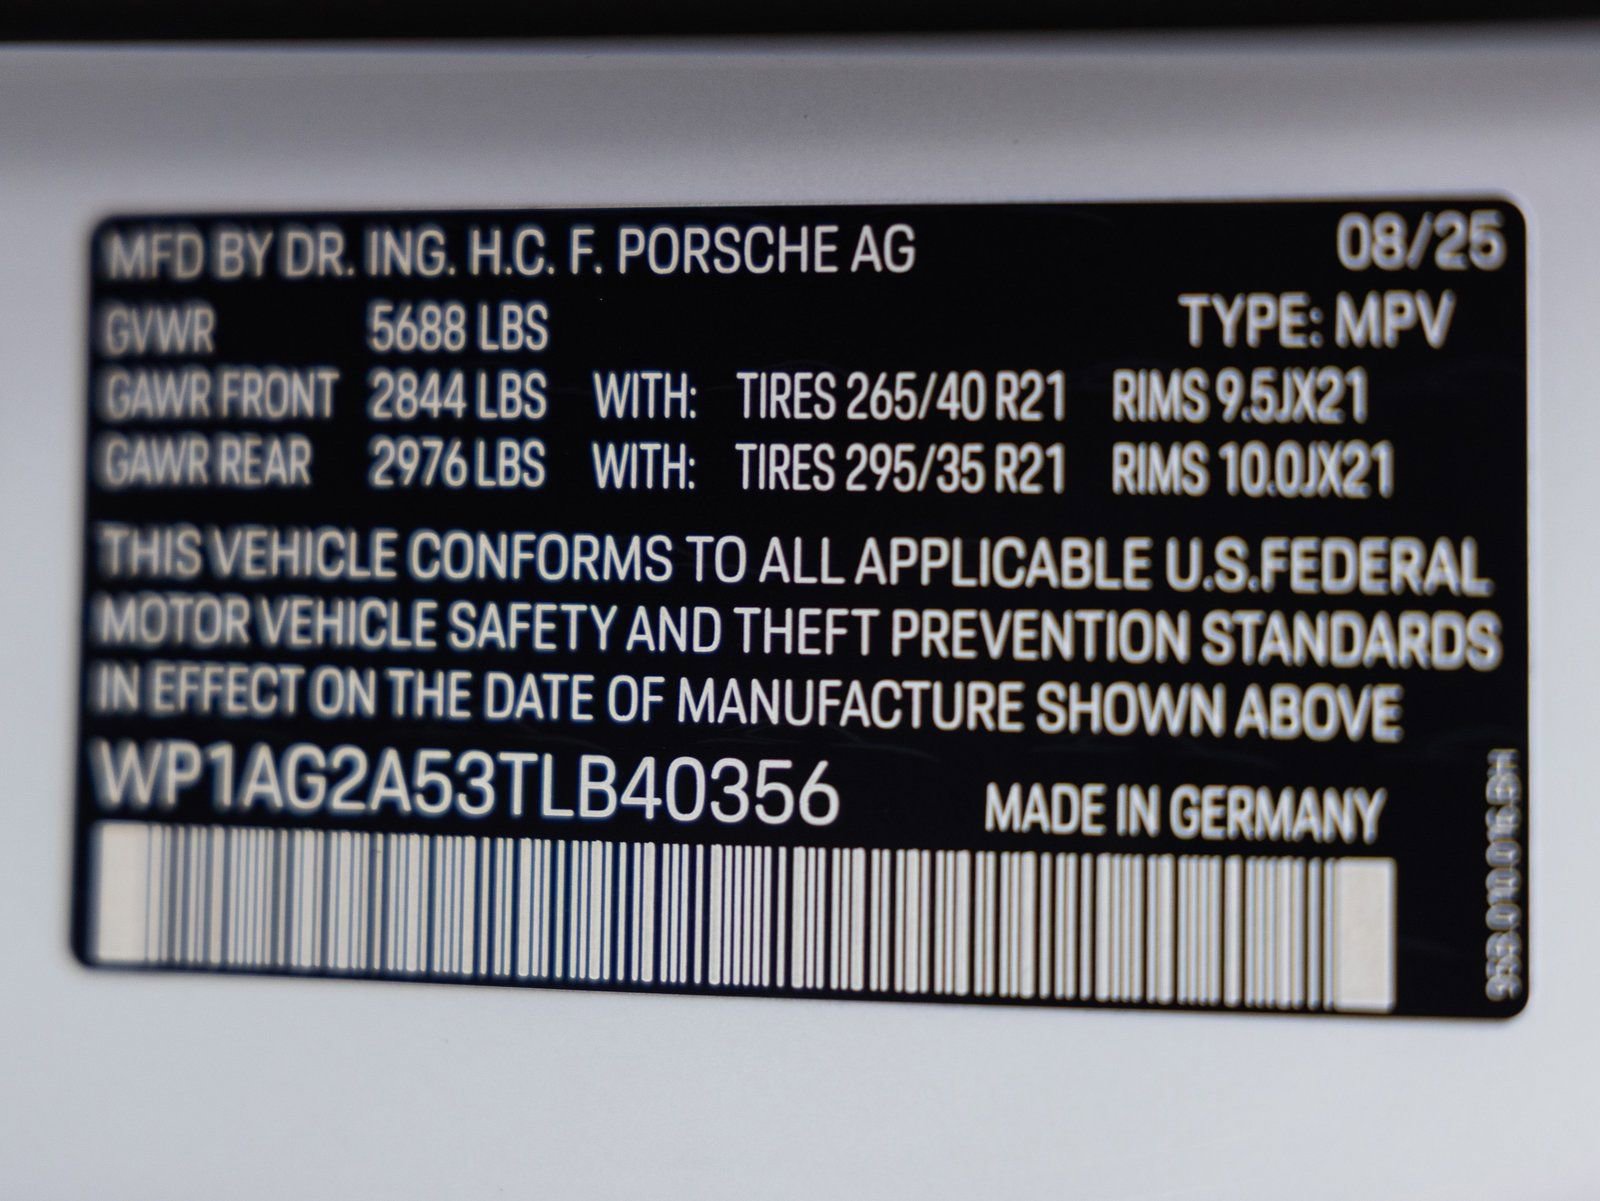 MFD BY DR. ING. H.C. F. PORSCHE AG 08/25
GVWR 5688 LBS TYPE: MPV
GAWR FRONT 2844 LBS WITH: TIRES 265/40 R21 RIMS 9.5JX21
GAWR REAR 2976 LBS WITH: TIRES 295/35 R21 RIMS 10.0JX21
THIS VEHICLE CONFORMS TO ALL APPLICABLE U.S.FEDERAL
MOTOR VEHICLE SAFETY AND THEFT PREVENTION STANDARDS
IN EFFECT ON THE DATE OF MANUFACTURE SHOWN ABOVE
WP1AG2A53TLB40356 MADE IN GERMANY